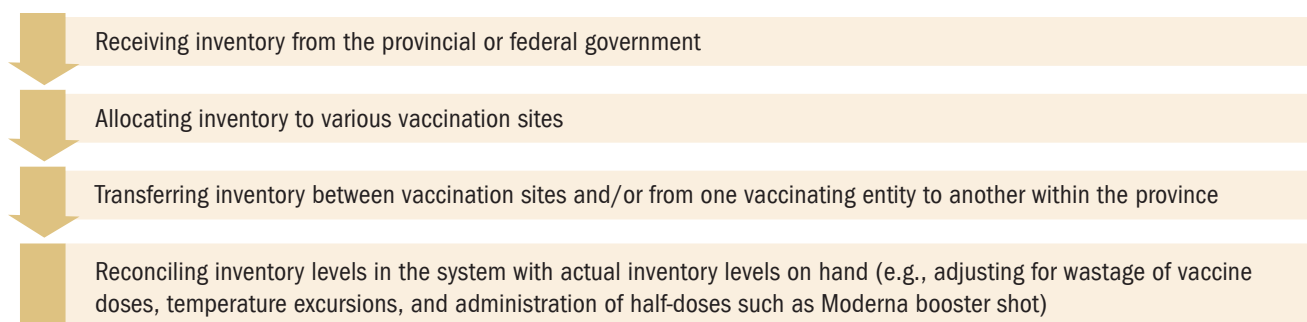 Receiving inventory from the provincial or federal government
Allocating inventory to various vaccination sites
Transferring inventory between vaccination sites and/or from one vaccinating entity to another within the province
Reconciling inventory levels in the system with actual inventory levels on hand (e.g., adjusting for wastage of vaccine
doses, temperature excursions, and administration of half-doses such as Moderna booster shot)